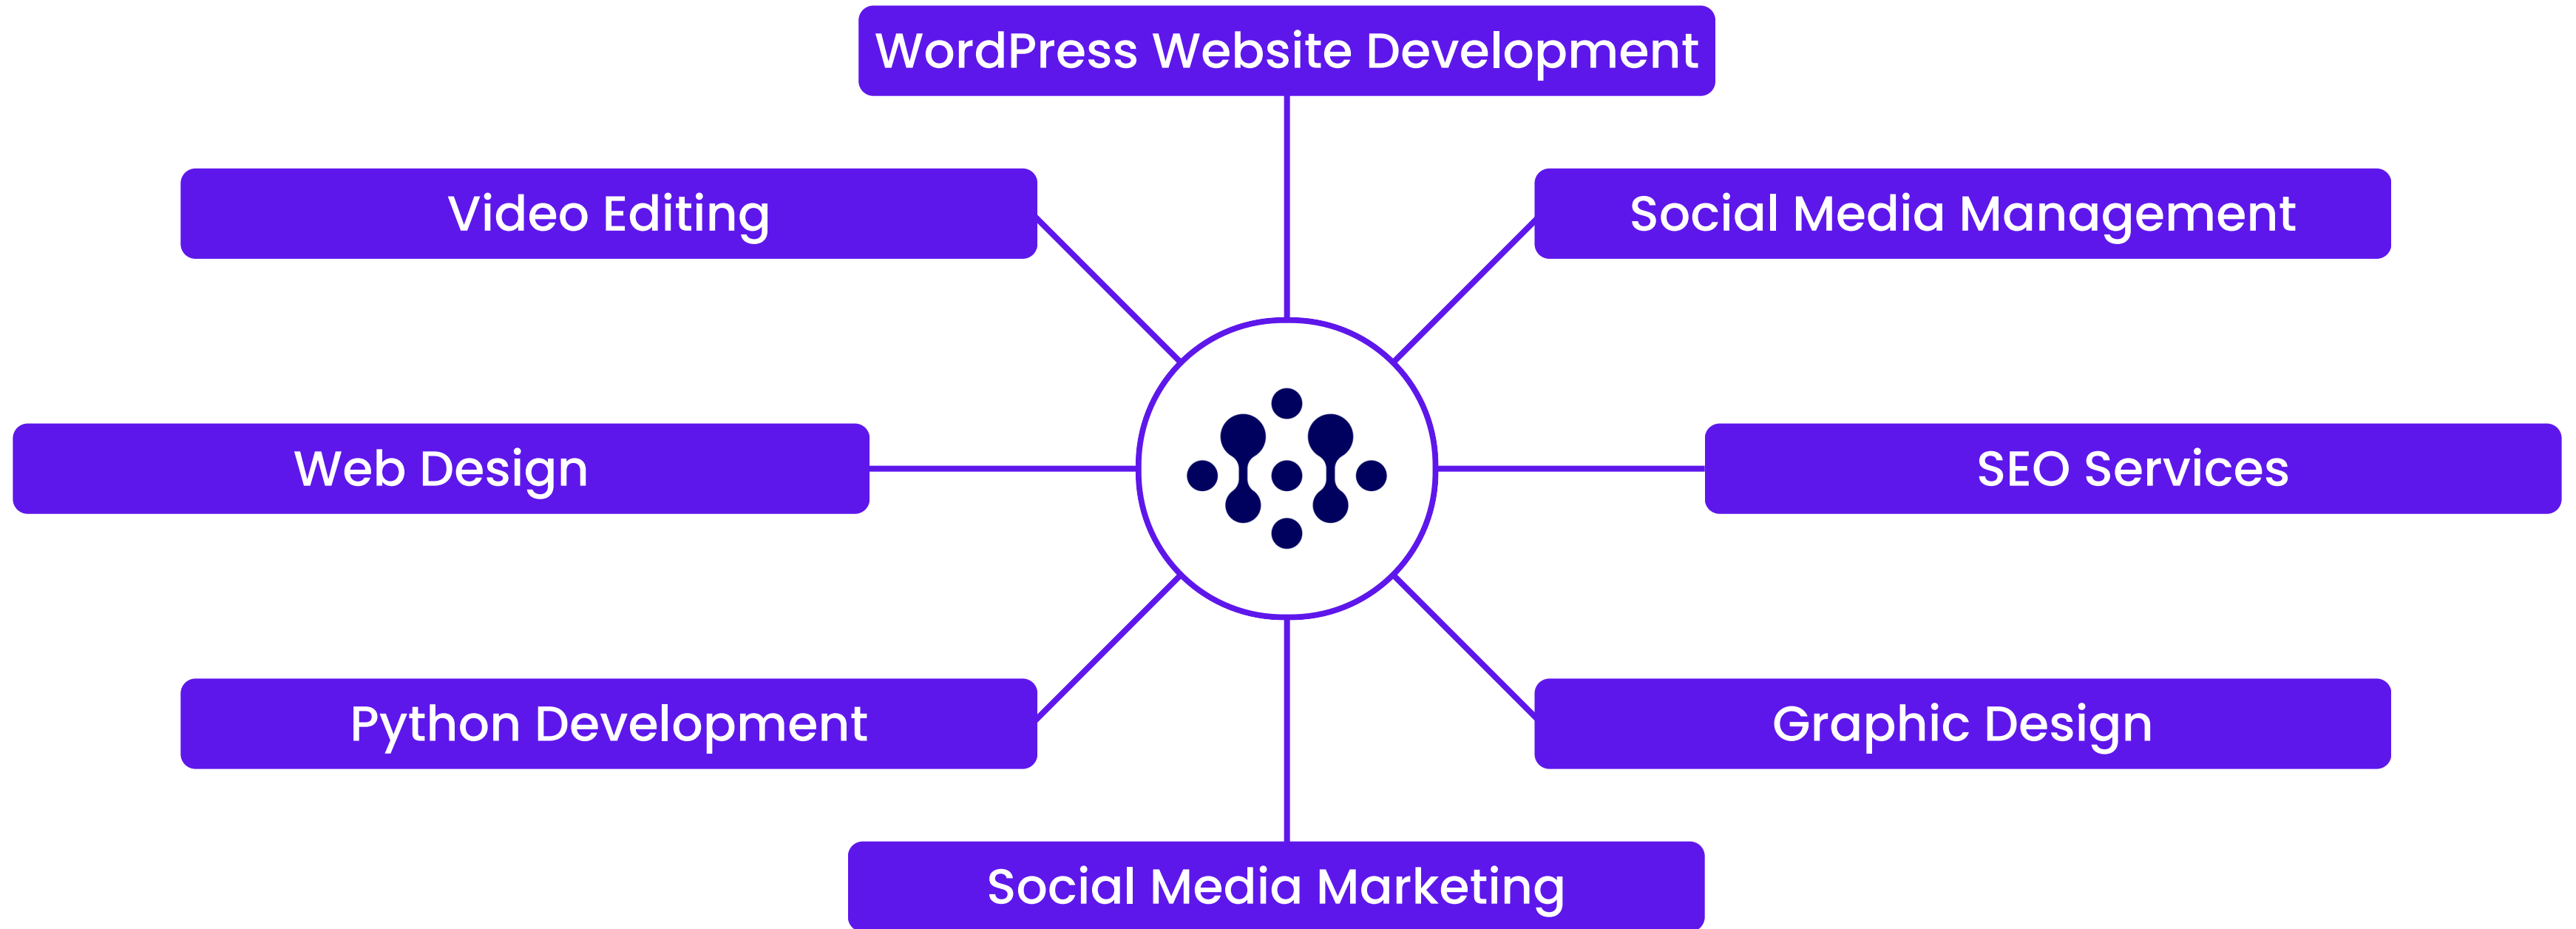 WordPress Website Development
Video Editing
Social Media Management
Web Design
SEO Services
Python Development
Graphic Design
Social Media Marketing